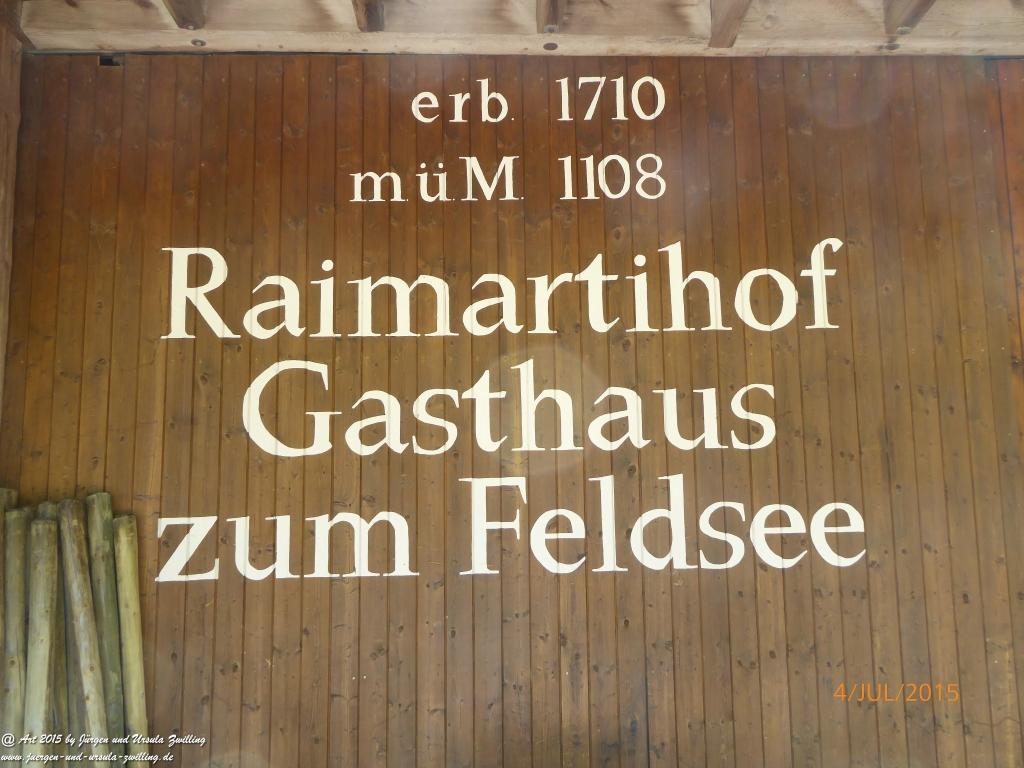 erb. 1710
m.ü.M. 1108
Raimartihof
Gasthaus
zum Feldsee
4/JUL/2015
@ Art 2015 by Jürgen und Ursula Zwilling
www.juergen-und-ursula-zwilling.de